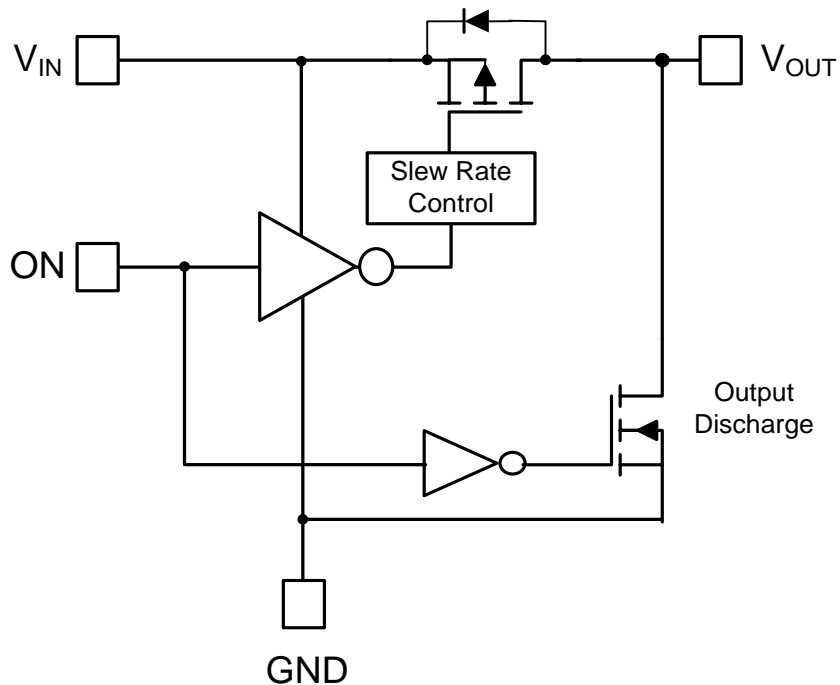 V_IN
V_OUT
Slew Rate
Control
ON
Output
Discharge
GND